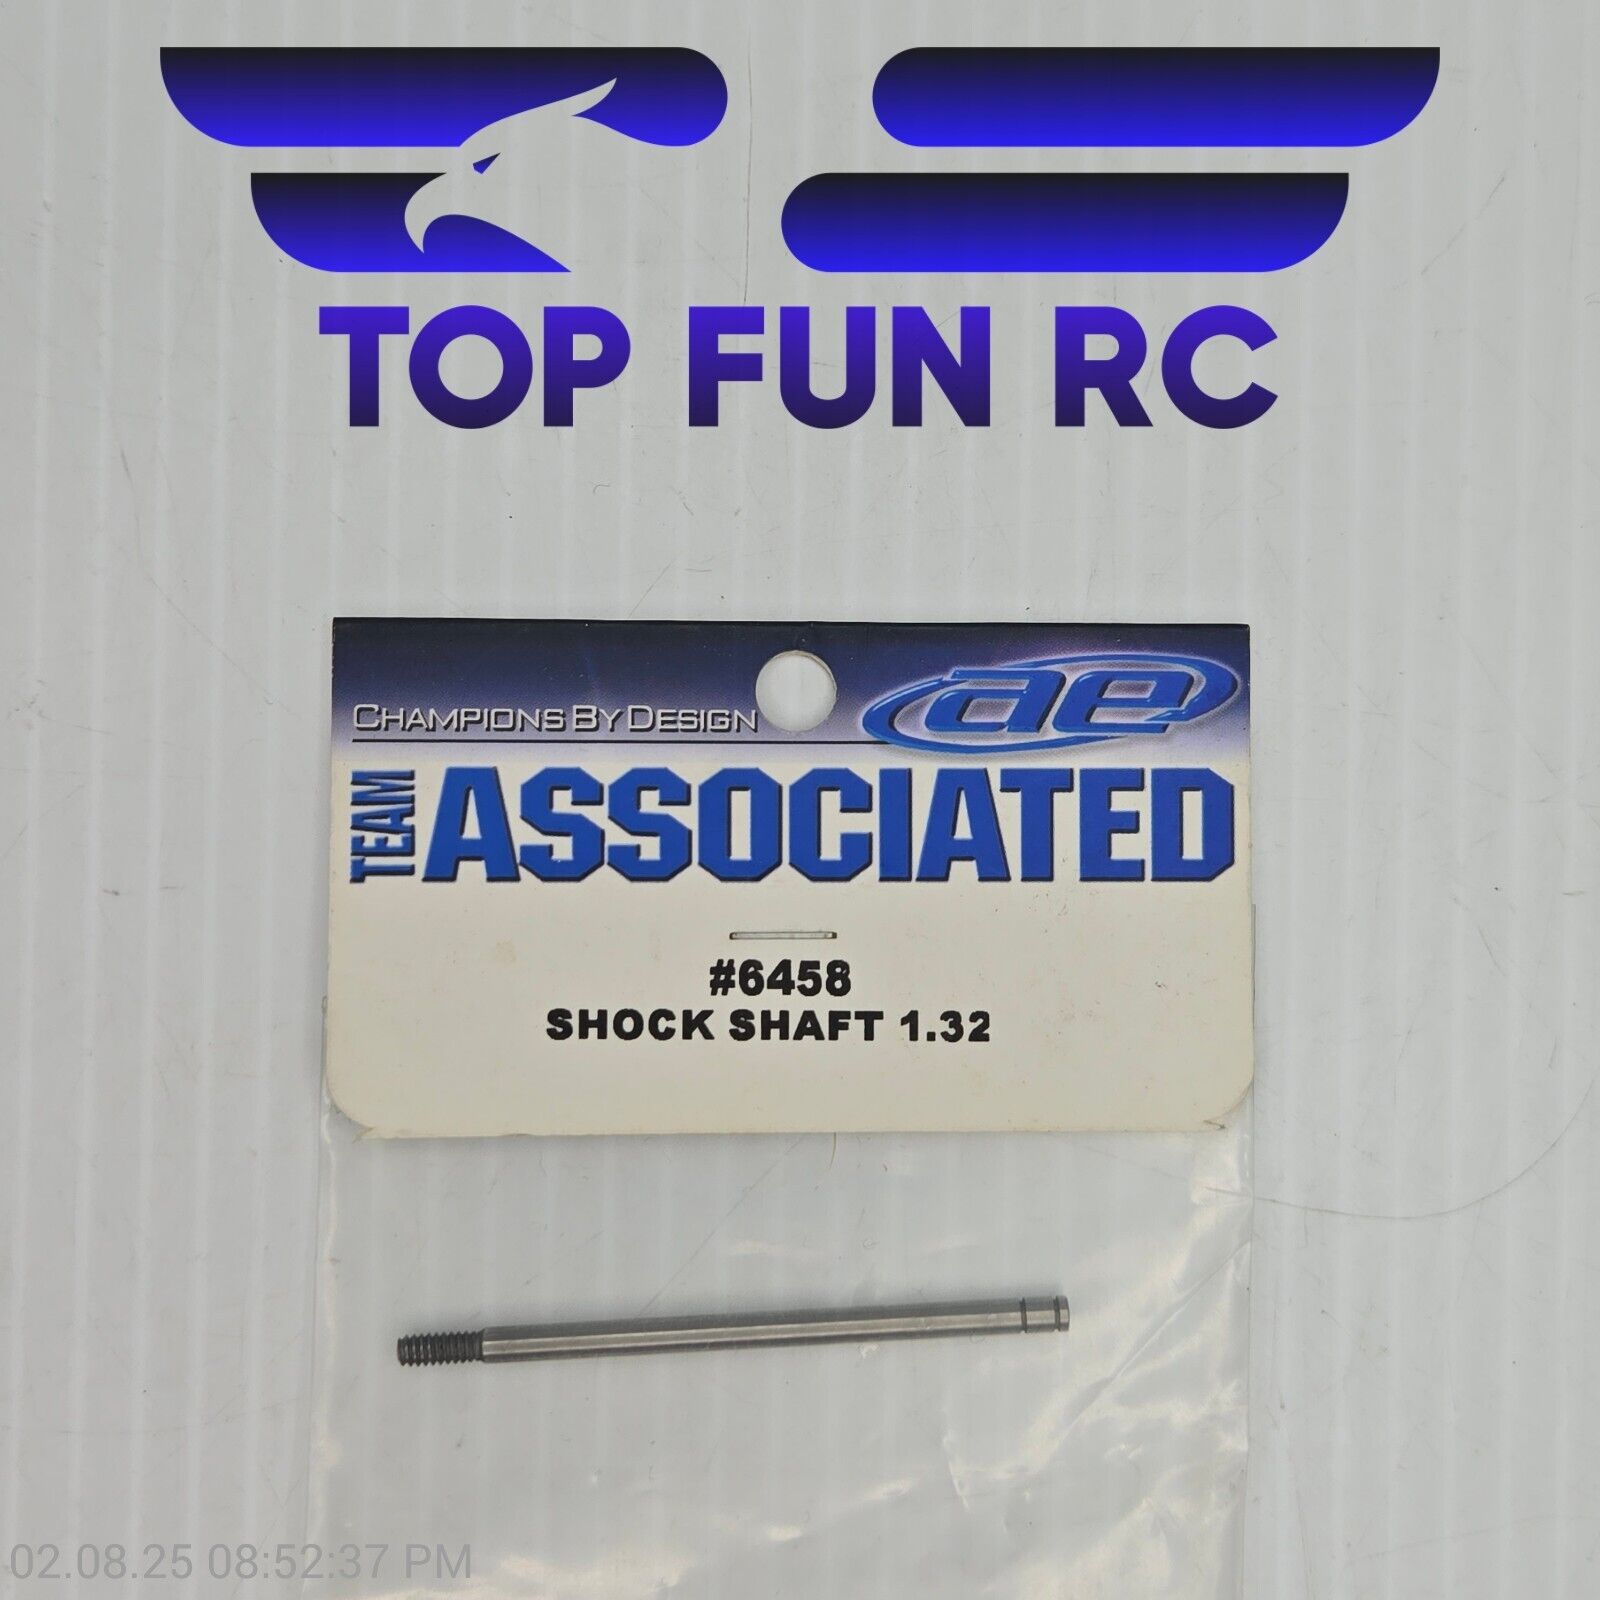 TOP FUN RC
CHAMPIONS BY DESIGN
ae
TEAM ASSOCIATED
#6458
SHOCK SHAFT 1.32
02.08.25 08:52:37 PM